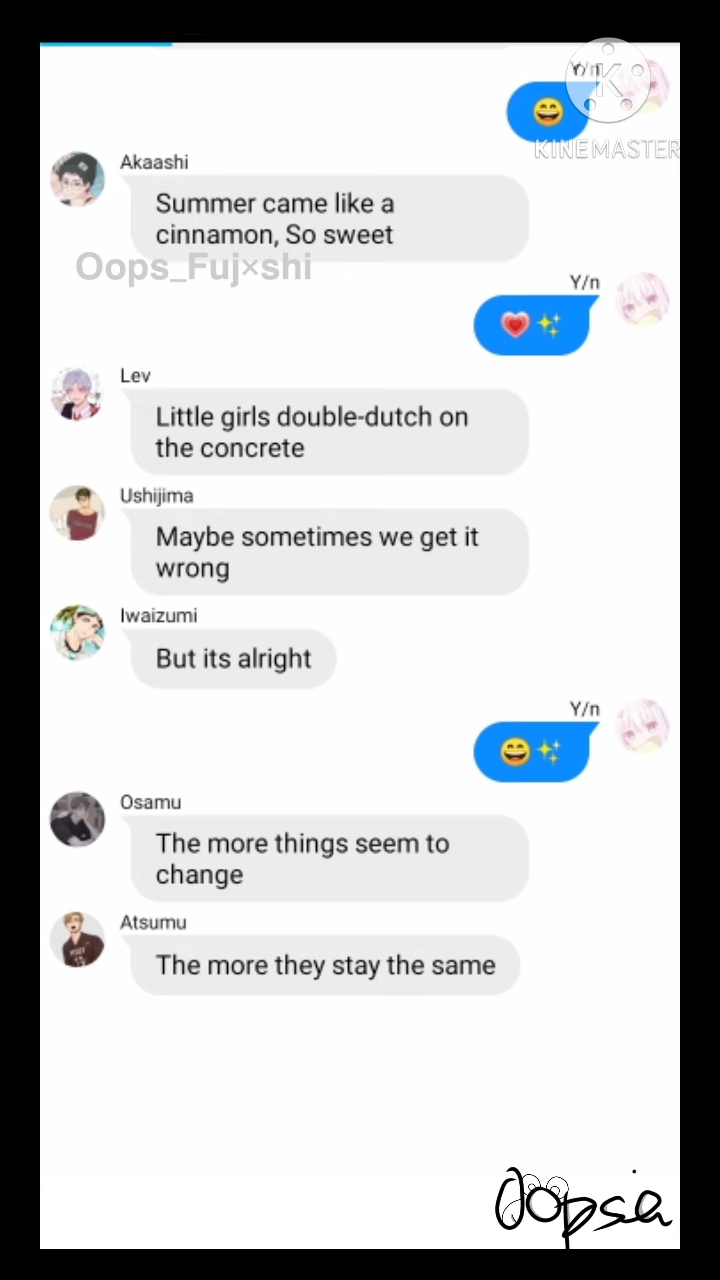 Y/n
😄
KINEMASTER
Akaashi
Summer came like a
cinnamon, So sweet
Oops_Fuj×shi
Y/n
💗✨
Lev
Little girls double-dutch on
the concrete
Ushijima
Maybe sometimes we get it
wrong
Iwaizumi
But its alright
Y/n
😄✨
Osamu
The more things seem to
change
Atsumu
The more they stay the same
Oopsia